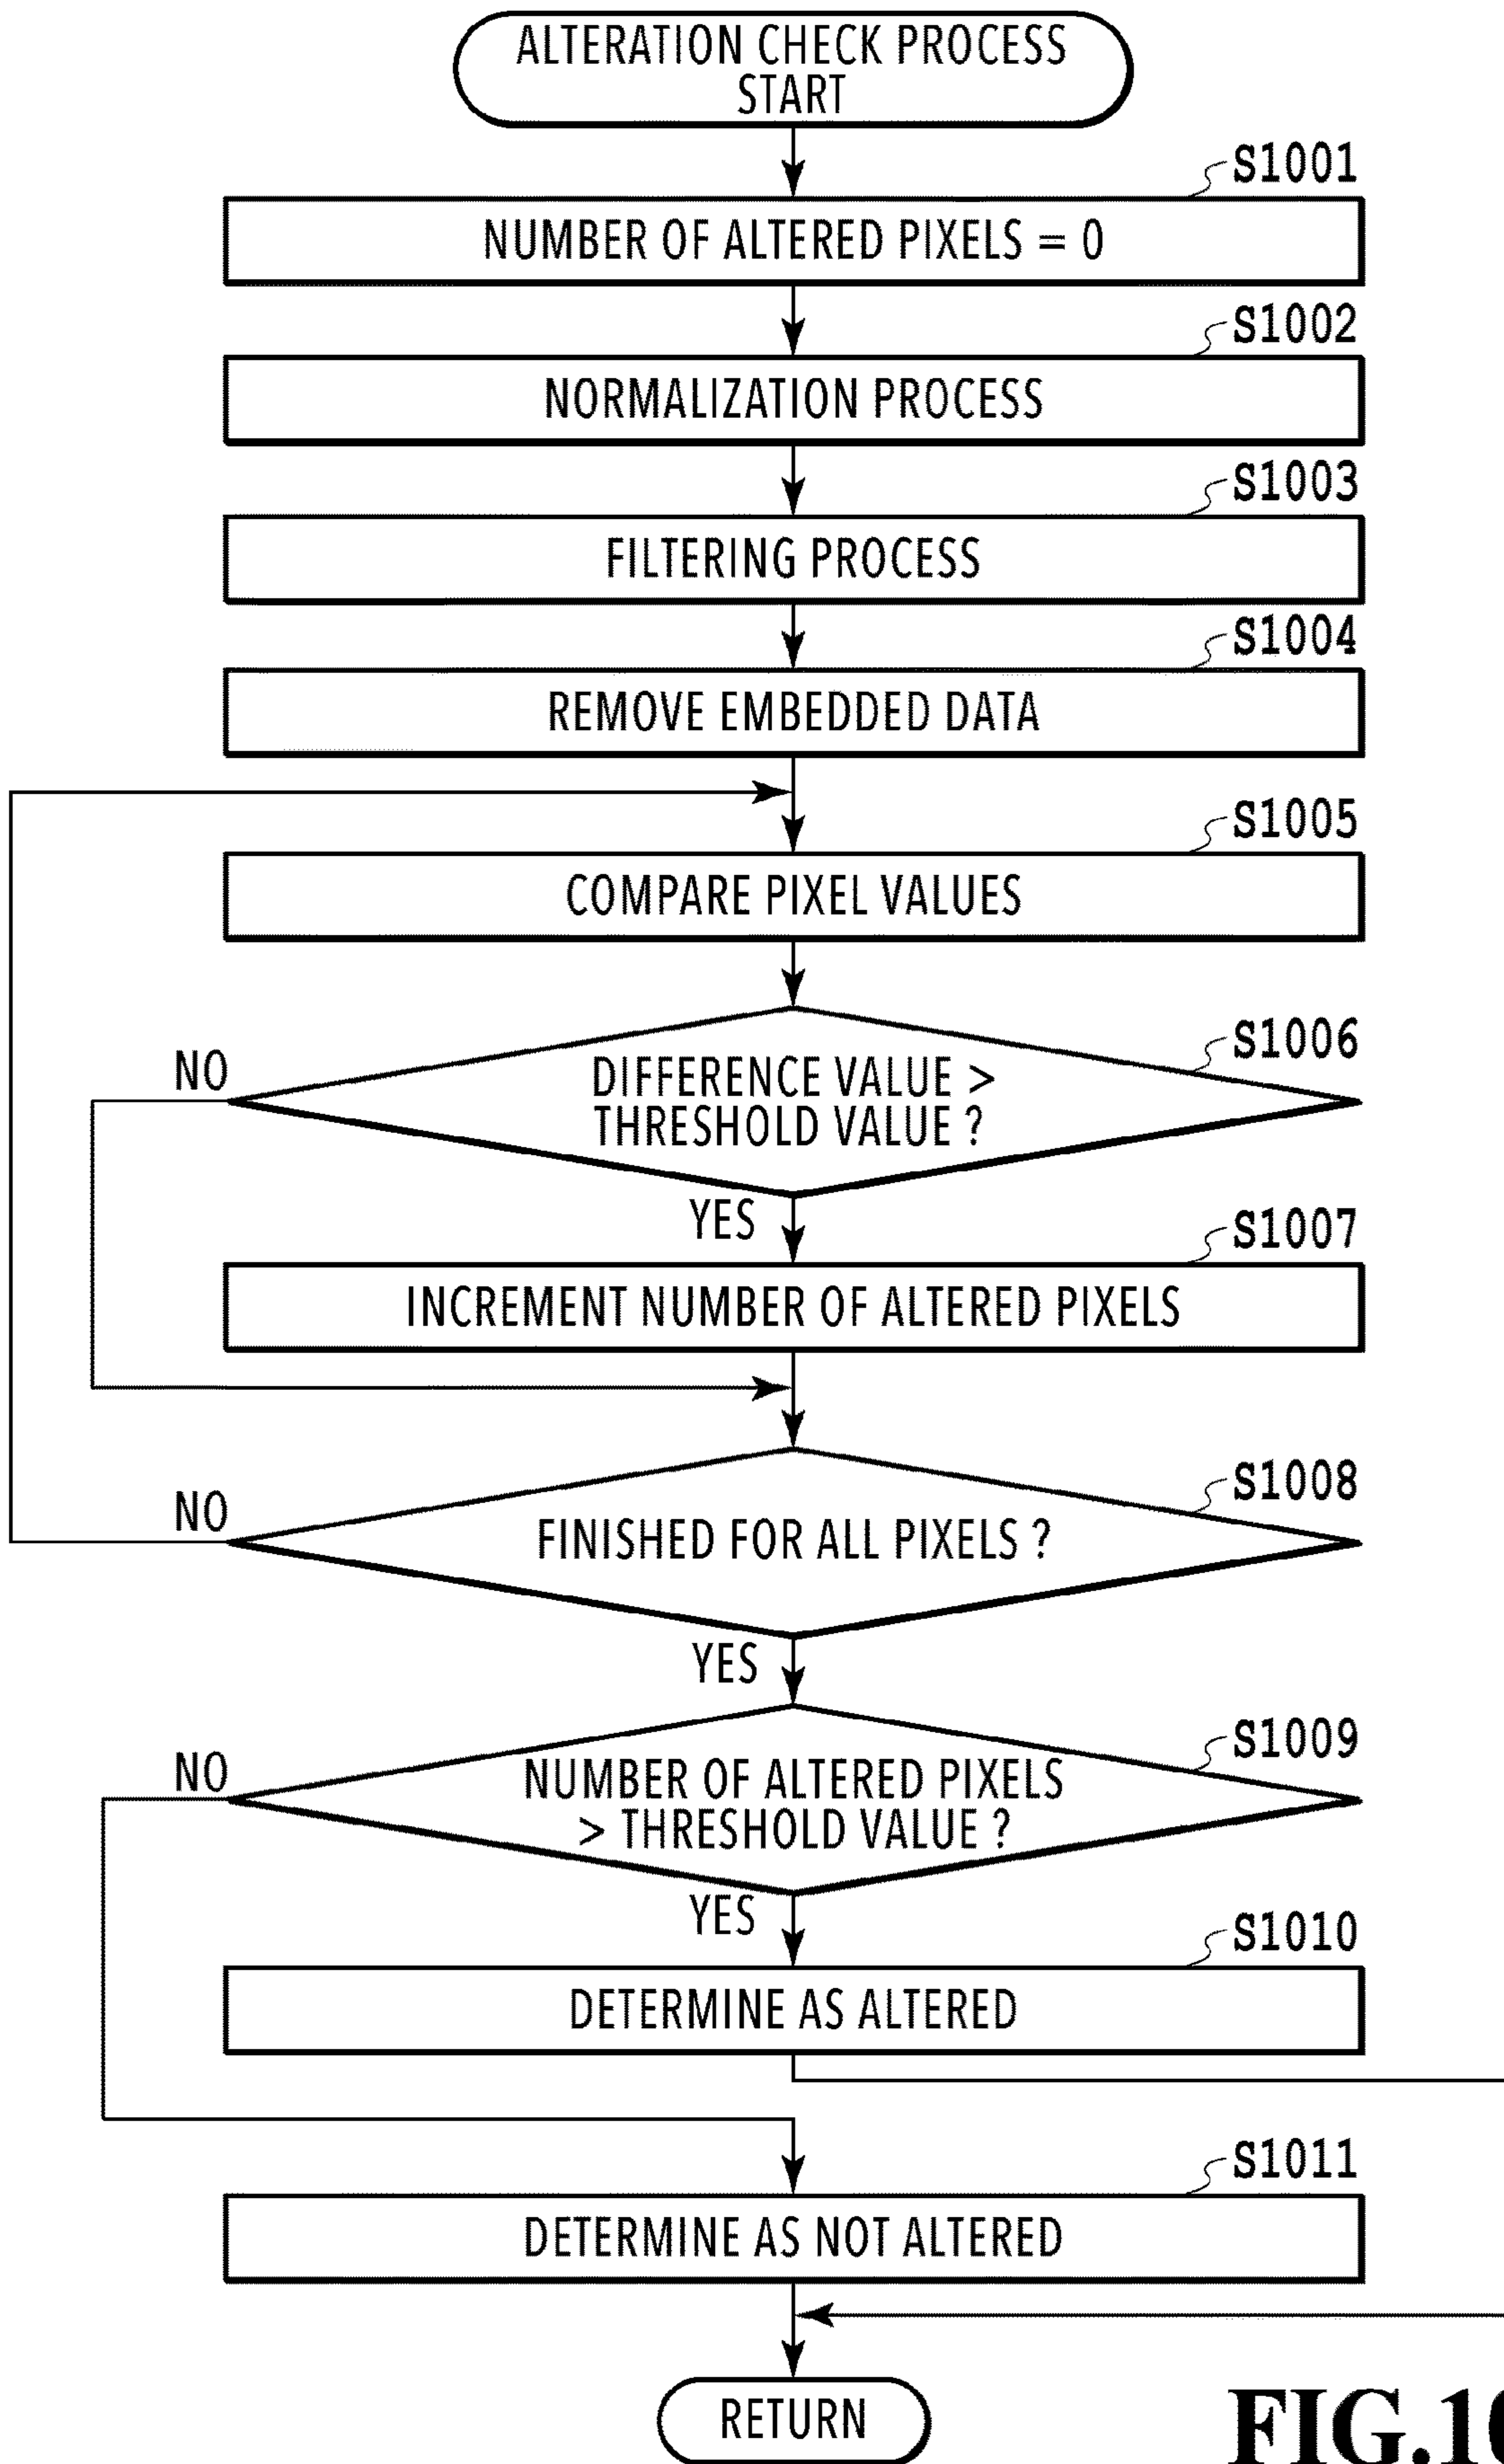 ALTERATION CHECK PROCESS
START
S1001
NUMBER OF ALTERED PIXELS = 0
S1002
NORMALIZATION PROCESS
S1003
FILTERING PROCESS
S1004
REMOVE EMBEDDED DATA
S1005
COMPARE PIXEL VALUES
S1006
NO
DIFFERENCE VALUE >
THRESHOLD VALUE ?
YES
S1007
INCREMENT NUMBER OF ALTERED PIXELS
S1008
NO
FINISHED FOR ALL PIXELS ?
YES
S1009
NO
NUMBER OF ALTERED PIXELS
> THRESHOLD VALUE ?
YES
S1010
DETERMINE AS ALTERED
S1011
DETERMINE AS NOT ALTERED
RETURN
FIG.10